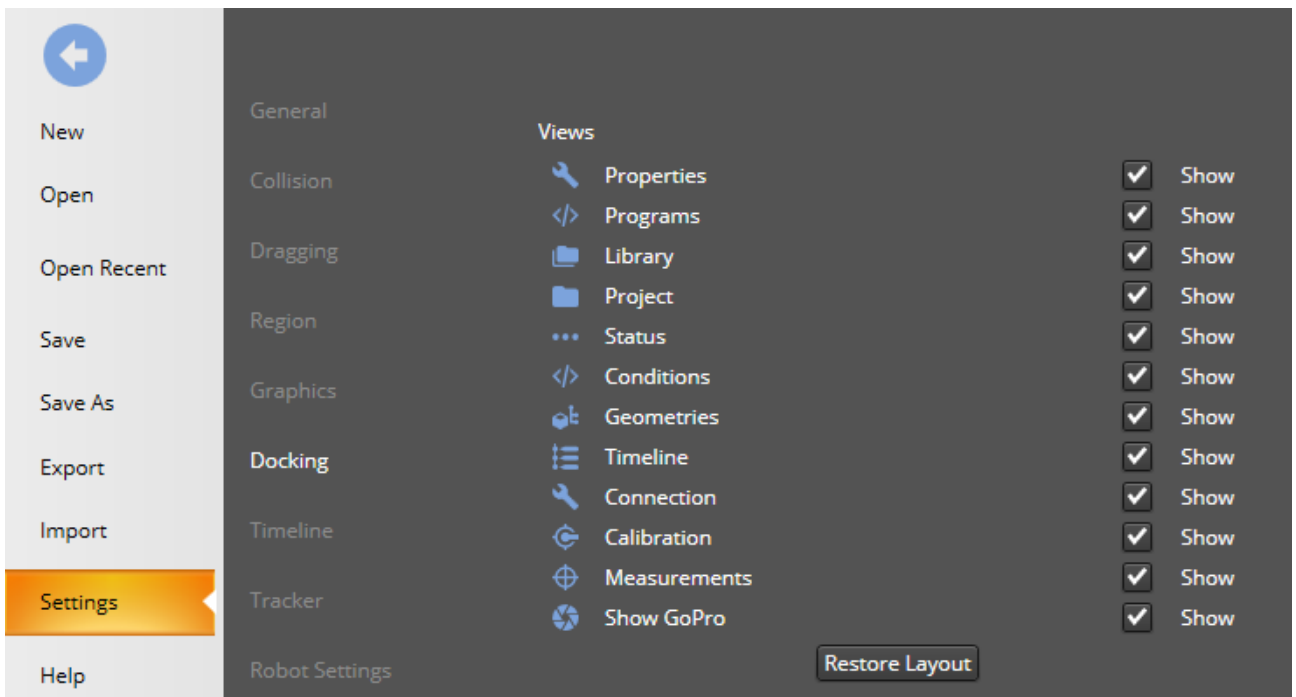 New
Open
Open Recent
Save
Save As
Export
Import
Settings
Help
General
Collision
Dragging
Region
Graphics
Docking
Timeline
Tracker
Robot Settings
Views
Properties Show
Programs Show
Library Show
Project Show
Status Show
Conditions Show
Geometries Show
Timeline Show
Connection Show
Calibration Show
Measurements Show
Show GoPro Show
Restore Layout